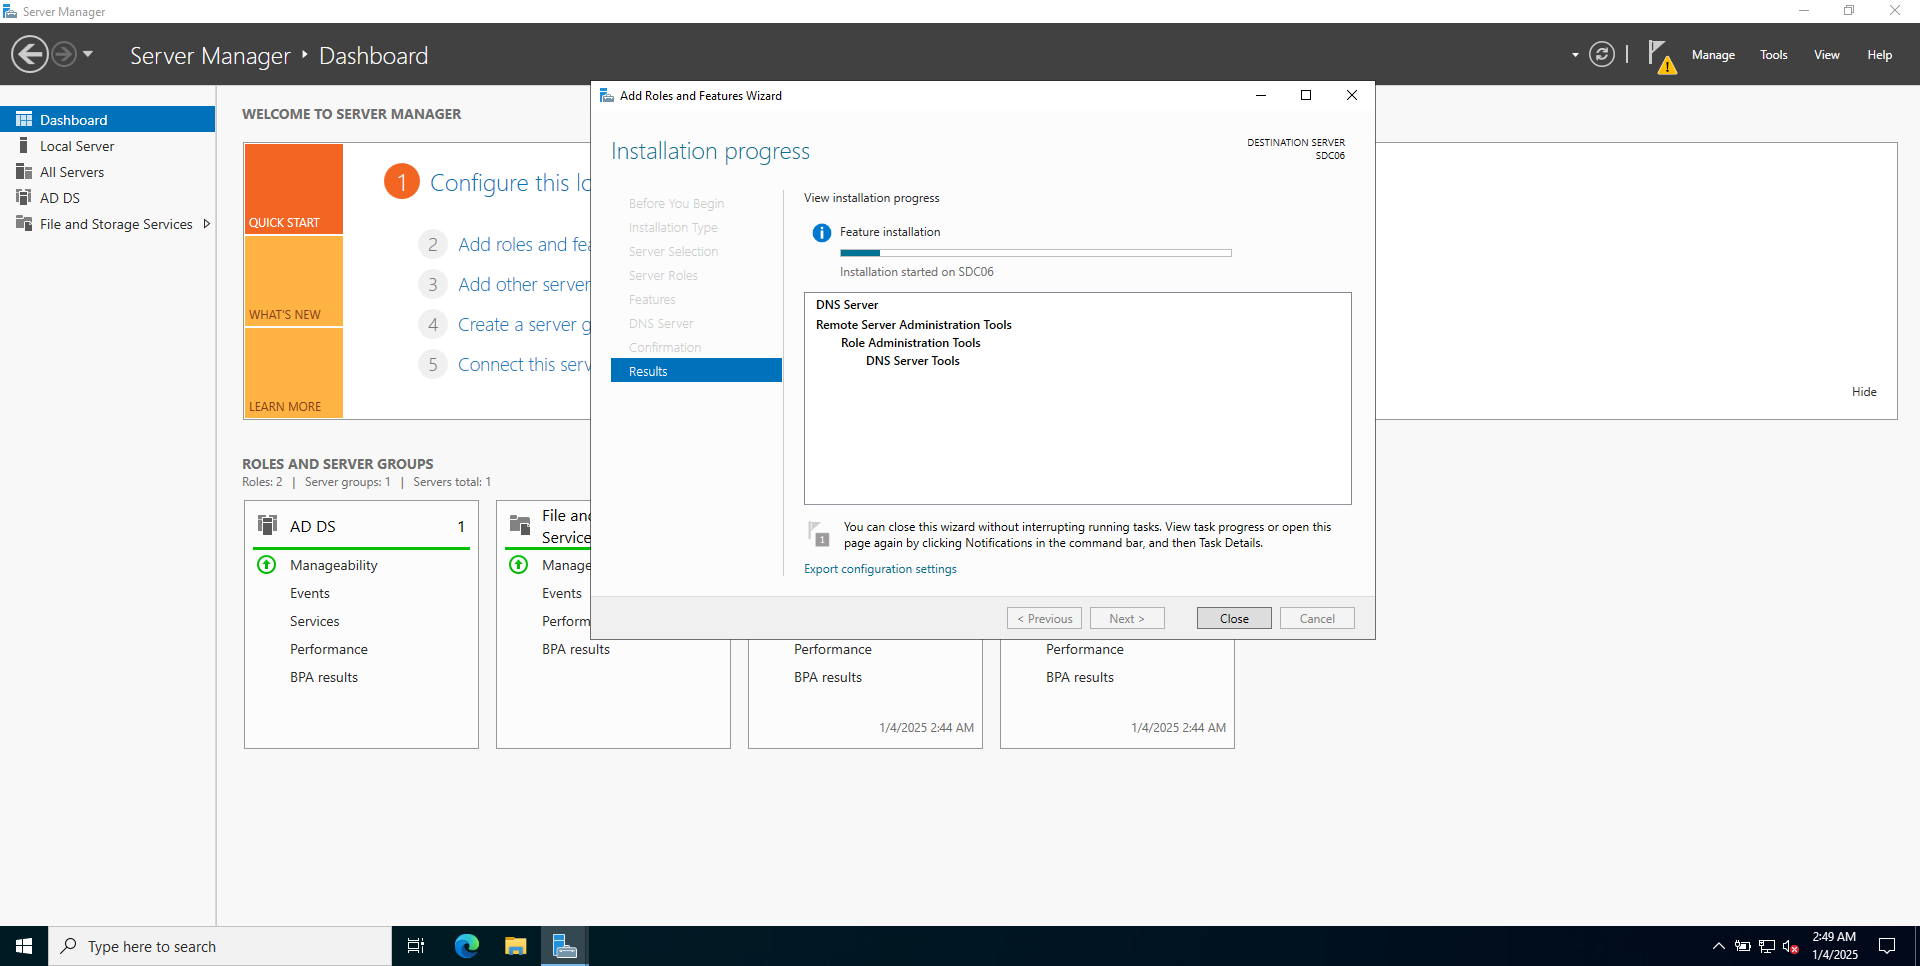 Server Manager
Server Manager ‣ Dashboard
Manage
Tools
View
Help
Dashboard
Local Server
All Servers
AD DS
File and Storage Services
WELCOME TO SERVER MANAGER
QUICK START
WHAT'S NEW
LEARN MORE
1 Configure this lo
2 Add roles and fea
3 Add other server
4 Create a server g
5 Connect this serv
Hide
ROLES AND SERVER GROUPS
Roles: 2 | Server groups: 1 | Servers total: 1
AD DS 1
Manageability
Events
Services
Performance
BPA results
File and
Service
Manage
Events
Perform
BPA results
Performance
BPA results
1/4/2025 2:44 AM
Performance
BPA results
1/4/2025 2:44 AM
Add Roles and Features Wizard
Installation progress
DESTINATION SERVER
SDC06
Before You Begin
Installation Type
Server Selection
Server Roles
Features
DNS Server
Confirmation
Results
View installation progress
Feature installation
Installation started on SDC06
DNS Server
Remote Server Administration Tools
Role Administration Tools
DNS Server Tools
1
You can close this wizard without interrupting running tasks. View task progress or open this
page again by clicking Notifications in the command bar, and then Task Details.
Export configuration settings
< Previous
Next >
Close
Cancel
Type here to search
2:49 AM
1/4/2025